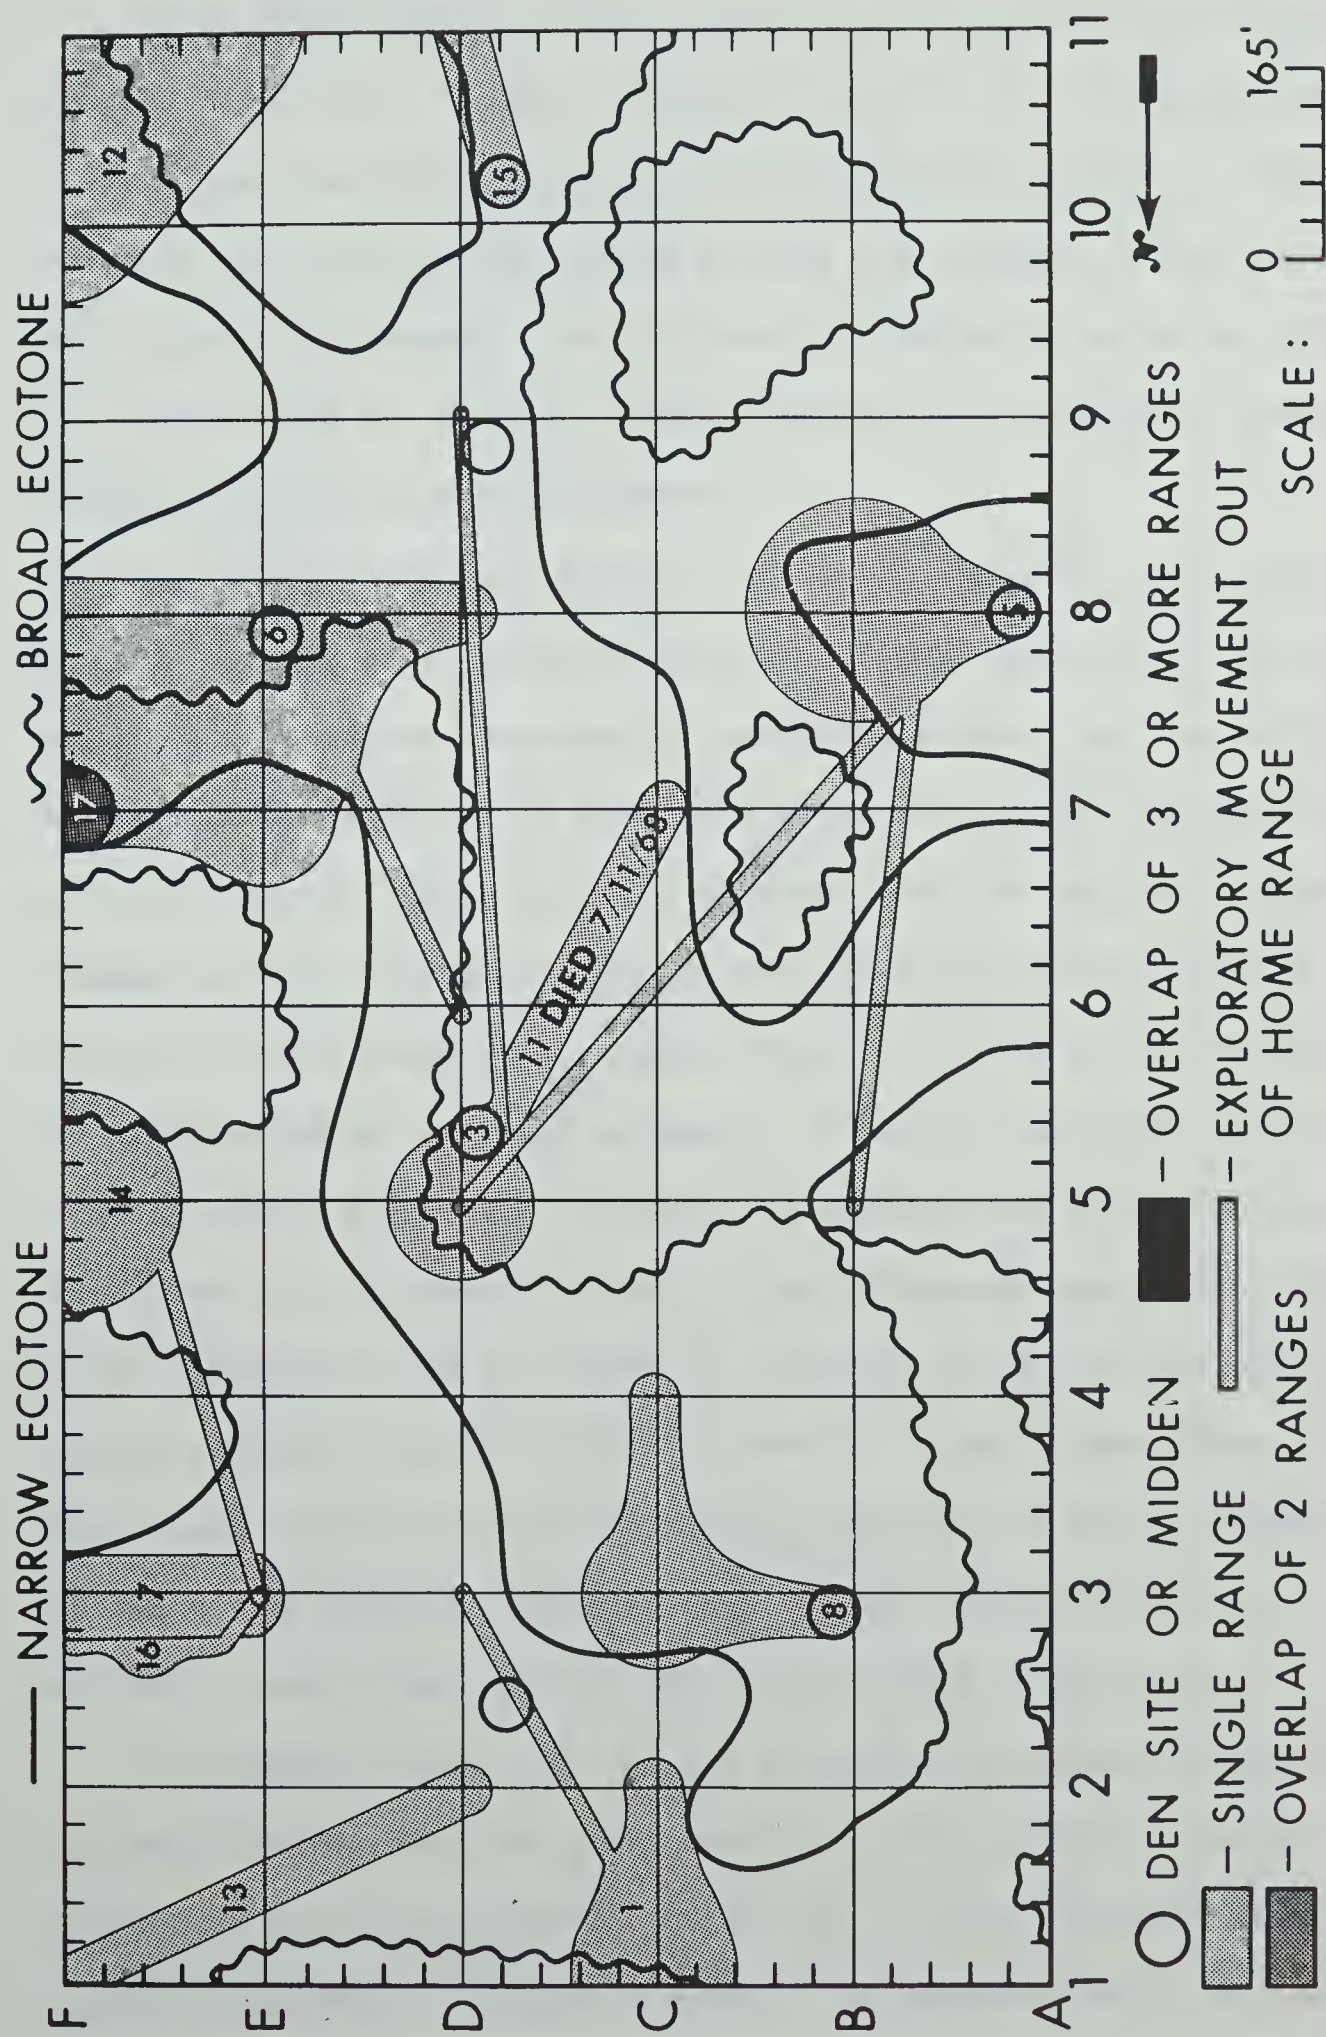 — NARROW ECOTONE
BROAD ECOTONE
F
E
D
C
B
A
1
2
3
4
5
6
7
8
9
10
11
13
16
7
14
17
6
12
15
3
11 DIED 7/11/68
1
8
5
DEN SITE OR MIDDEN
– SINGLE RANGE
– OVERLAP OF 2 RANGES
– OVERLAP OF 3 OR MORE RANGES
– EXPLORATORY MOVEMENT OUT
OF HOME RANGE
N
SCALE :
0 165'